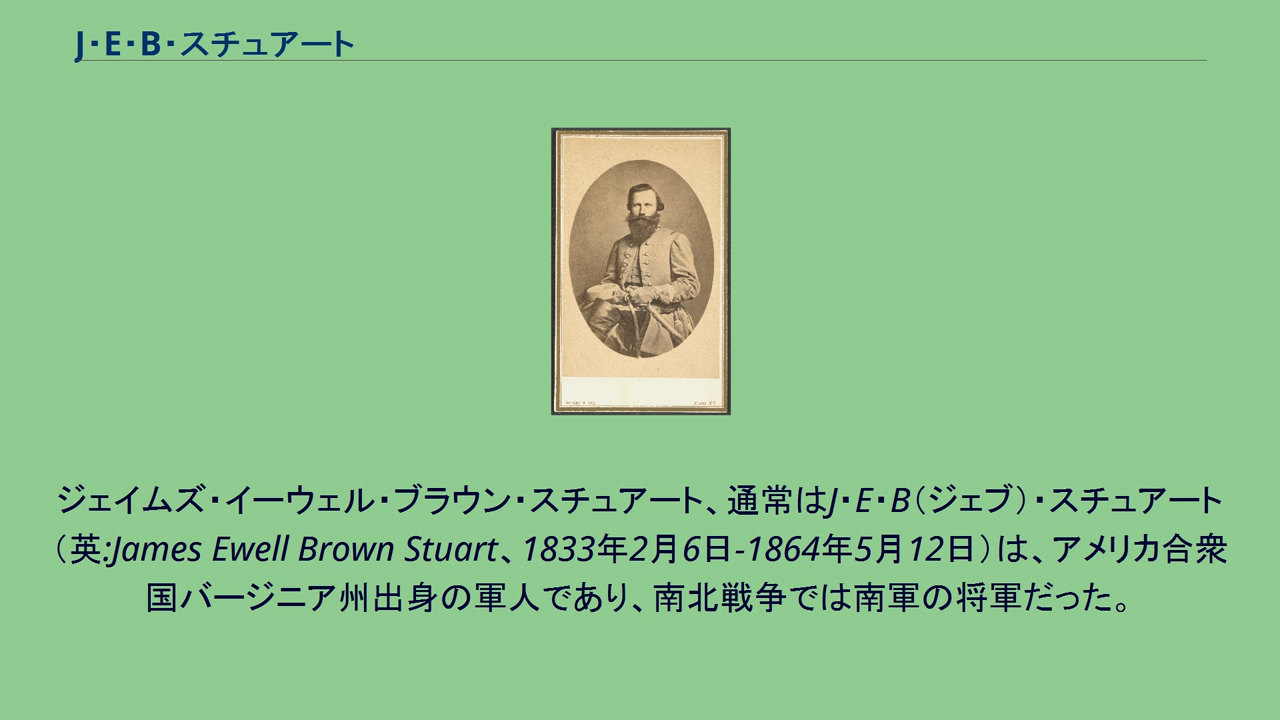 J・E・B・スチュアート
ジェイムズ・イーウェル・ブラウン・スチュアート、通常はJ・E・B（ジェブ）・スチュアート
（英:James Ewell Brown Stuart、1833年2月6日-1864年5月12日）は、アメリカ合衆
国バージニア州出身の軍人であり、南北戦争では南軍の将軍だった。